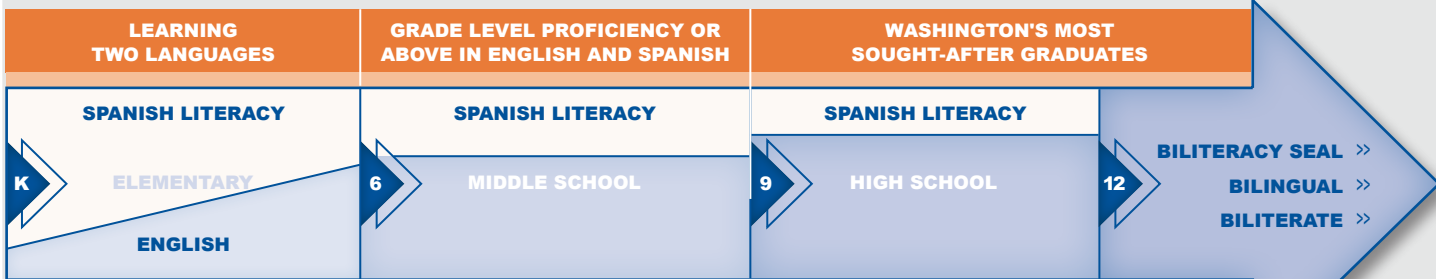 LEARNING
TWO LANGUAGES
GRADE LEVEL PROFICIENCY OR
ABOVE IN ENGLISH AND SPANISH
WASHINGTON'S MOST
SOUGHT-AFTER GRADUATES
SPANISH LITERACY
SPANISH LITERACY
SPANISH LITERACY
K
ELEMENTARY
6
MIDDLE SCHOOL
9
HIGH SCHOOL
12
ENGLISH
BILITERACY SEAL »
BILINGUAL »
BILITERATE »